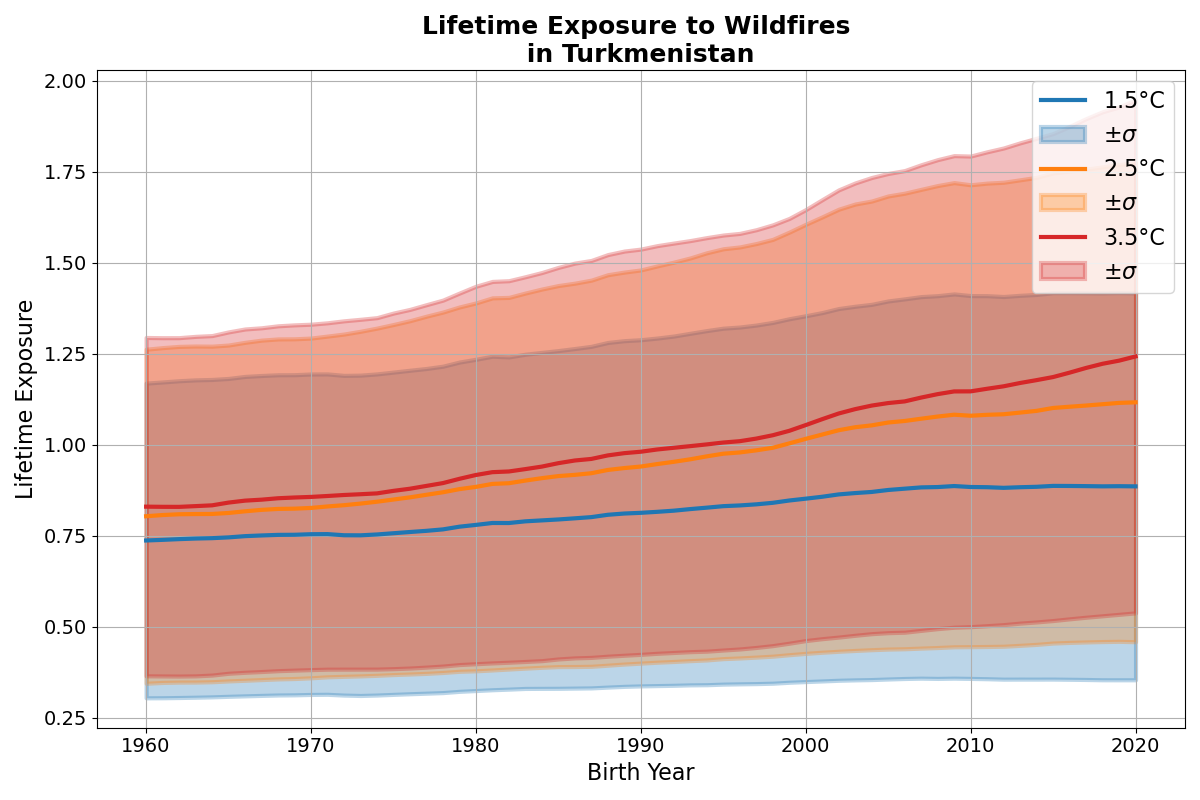 Lifetime Exposure to Wildfires
in Turkmenistan
Lifetime Exposure
2.00
1.75
1.50
1.25
1.00
0.75
0.50
0.25
1.5°C
±σ
2.5°C
±σ
3.5°C
±σ
1960 1970 1980 1990 2000 2010 2020
Birth Year